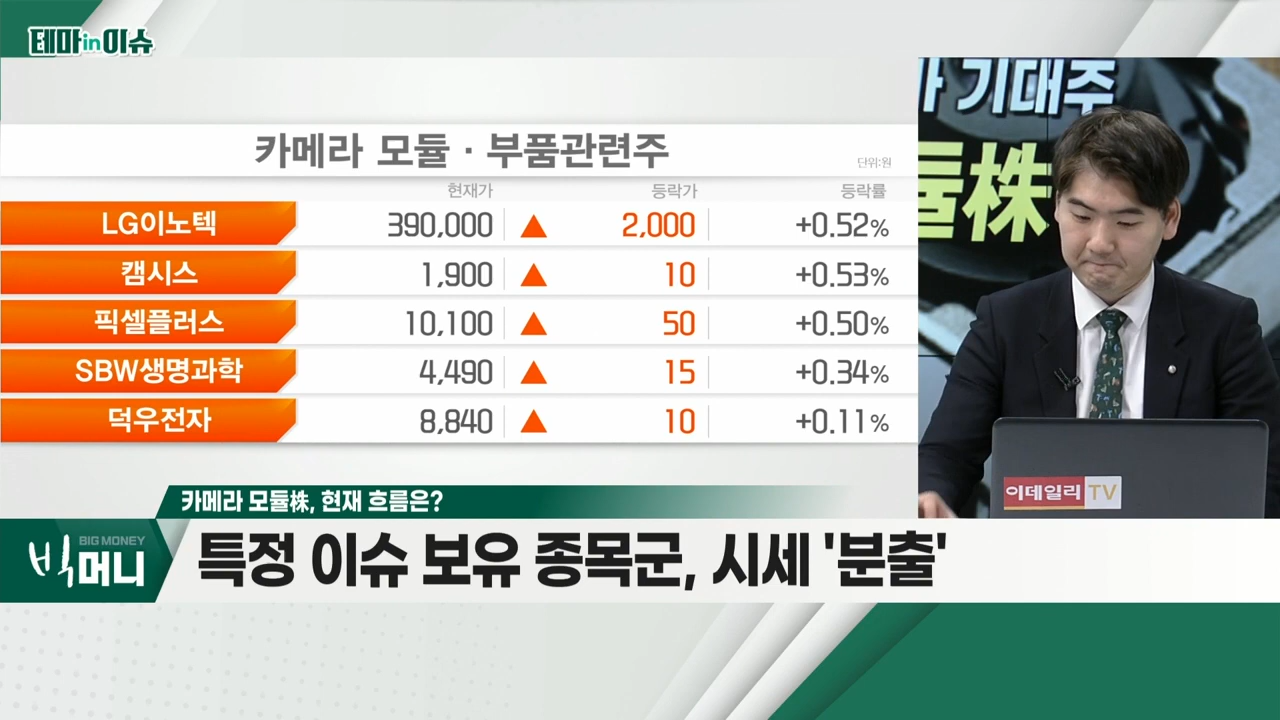 테마in이슈
카메라 모듈·부품관련주
단위:원
현재가 등락가 등락률
LG이노텍 390,000 ▲ 2,000 +0.52%
캠시스 1,900 ▲ 10 +0.53%
픽셀플러스 10,100 ▲ 50 +0.50%
SBW생명과학 4,490 ▲ 15 +0.34%
덕우전자 8,840 ▲ 10 +0.11%
기대주
듈株
이데일리TV
카메라 모듈株, 현재 흐름은?
BIG MONEY
빅머니
특정 이슈 보유 종목군, 시세 '분출'